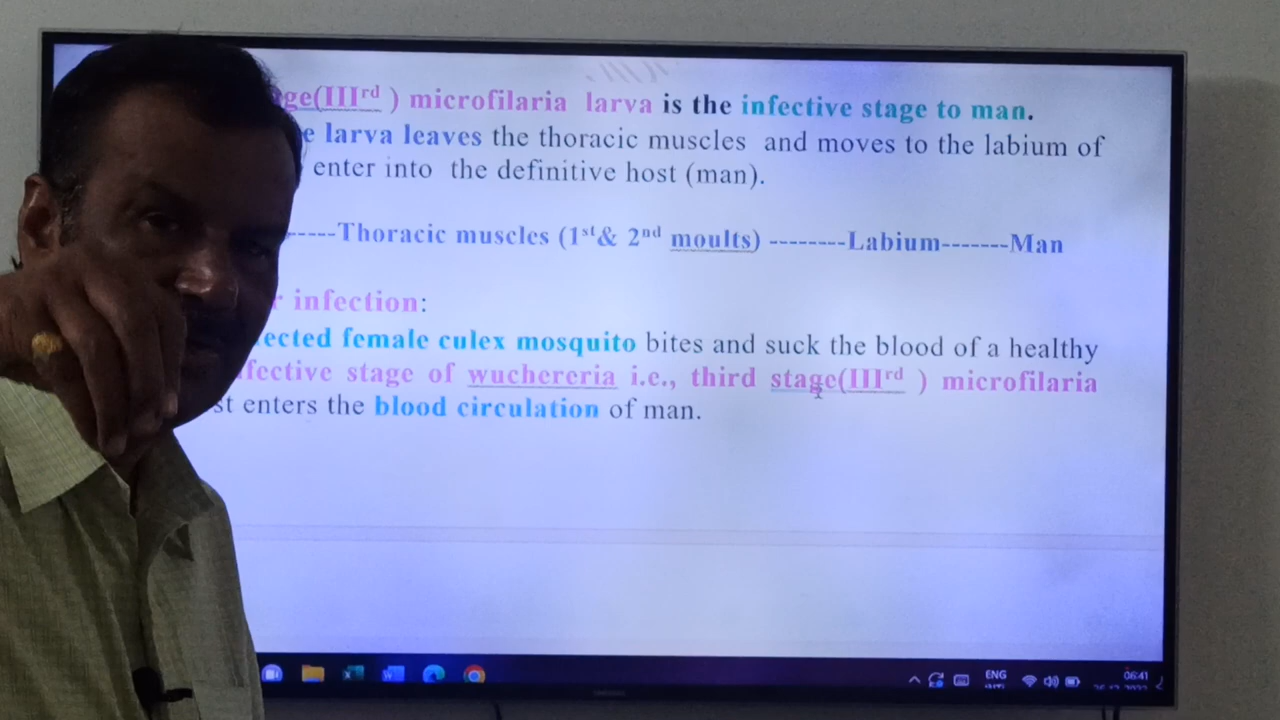 ge(IIIrd ) microfilaria larva is the infective stage to man.
e larva leaves the thoracic muscles and moves to the labium of
enter into the definitive host (man).
-----Thoracic muscles (1st& 2nd moults) --------Labium-------Man
r infection:
ected female culex mosquito bites and suck the blood of a healthy
fective stage of wuchereria i.e., third stage(IIIrd ) microfilaria
st enters the blood circulation of man.
ENG
06:41